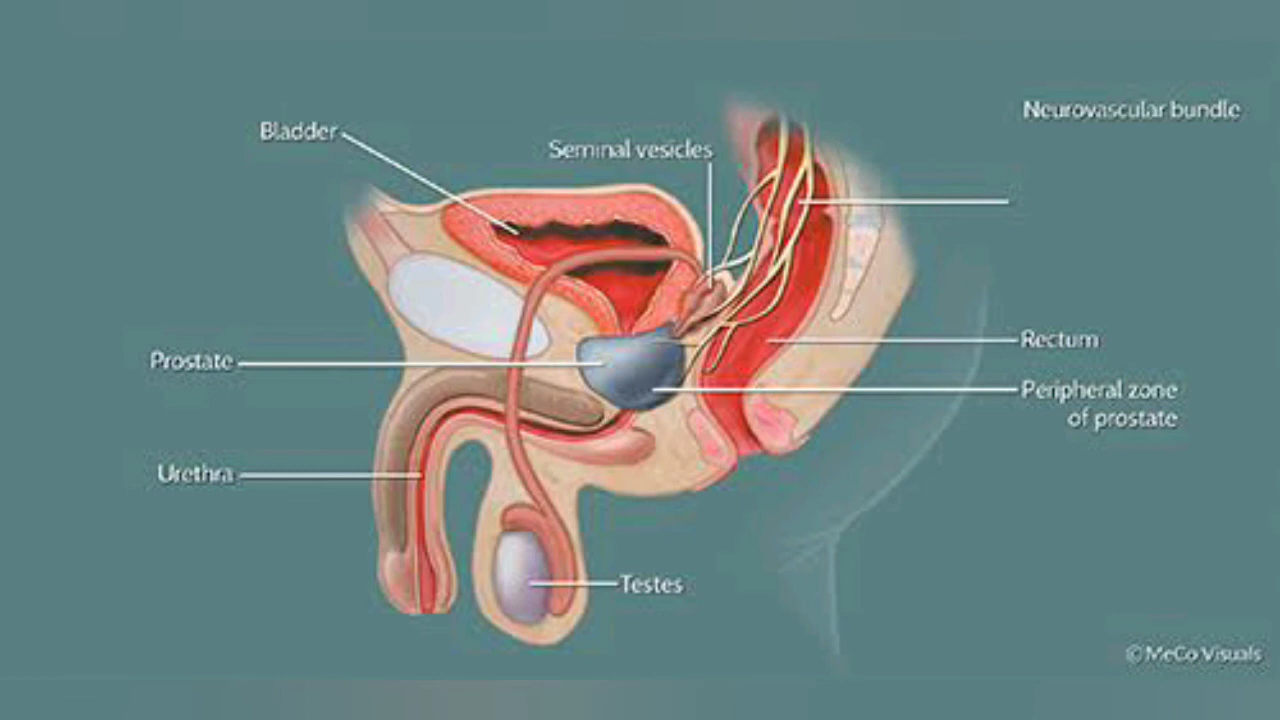 Neurovascular bundle
Bladder
Seminal vesicles
Rectum
Prostate
Peripheral zone
of prostate
Urethra
Testes
© MeCo Visuals